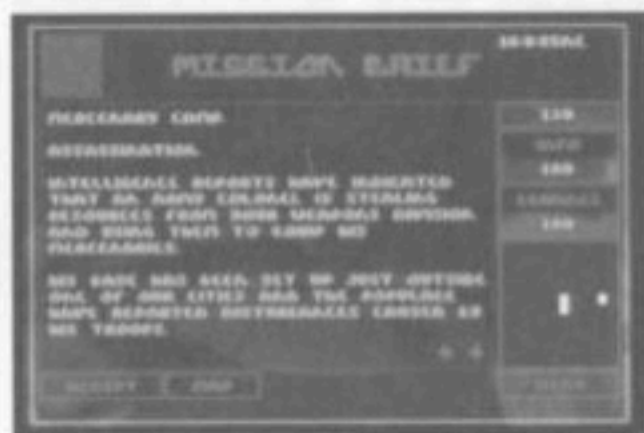 MISSION BRIEF
MERCENARY CAMP
ASSASSINATION
INTELLIGENCE REPORTS HAVE INDICATED
THAT AN ARMY COLONEL IS STEALING
RESOURCES FROM YOUR WEAPONS DIVISION
AND USING THEM TO EQUIP HIS
MERCENARIES.
HIS BASE HAS BEEN SET UP JUST OUTSIDE
ONE OF OUR CITIES AND THE POPULACE
HAVE REPORTED DISTURBANCES CAUSED BY
HIS TROOPS.
ACCEPT MAP